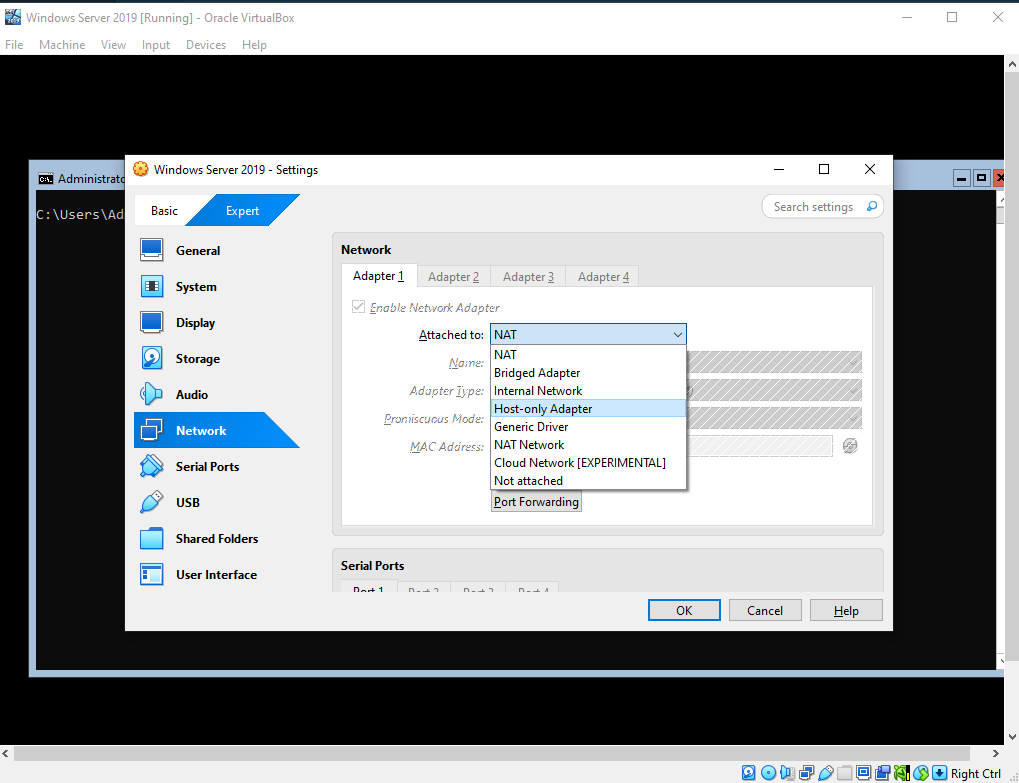 Windows Server 2019 [Running] - Oracle VirtualBox
File Machine View Input Devices Help
Windows Server 2019 - Settings
Administrato
C:\Users\Ad
Basic Expert Search settings
General
System
Display
Storage
Audio
Network
Serial Ports
USB
Shared Folders
User Interface
Network
Adapter 1 Adapter 2 Adapter 3 Adapter 4
Enable Network Adapter
Attached to: NAT
Name:
Adapter Type:
Promiscuous Mode:
MAC Address:
NAT
Bridged Adapter
Internal Network
Host-only Adapter
Generic Driver
NAT Network
Cloud Network [EXPERIMENTAL]
Not attached
Port Forwarding
Serial Ports
Port 1 Port 2 Port 3 Port 4
OK Cancel Help
Right Ctrl